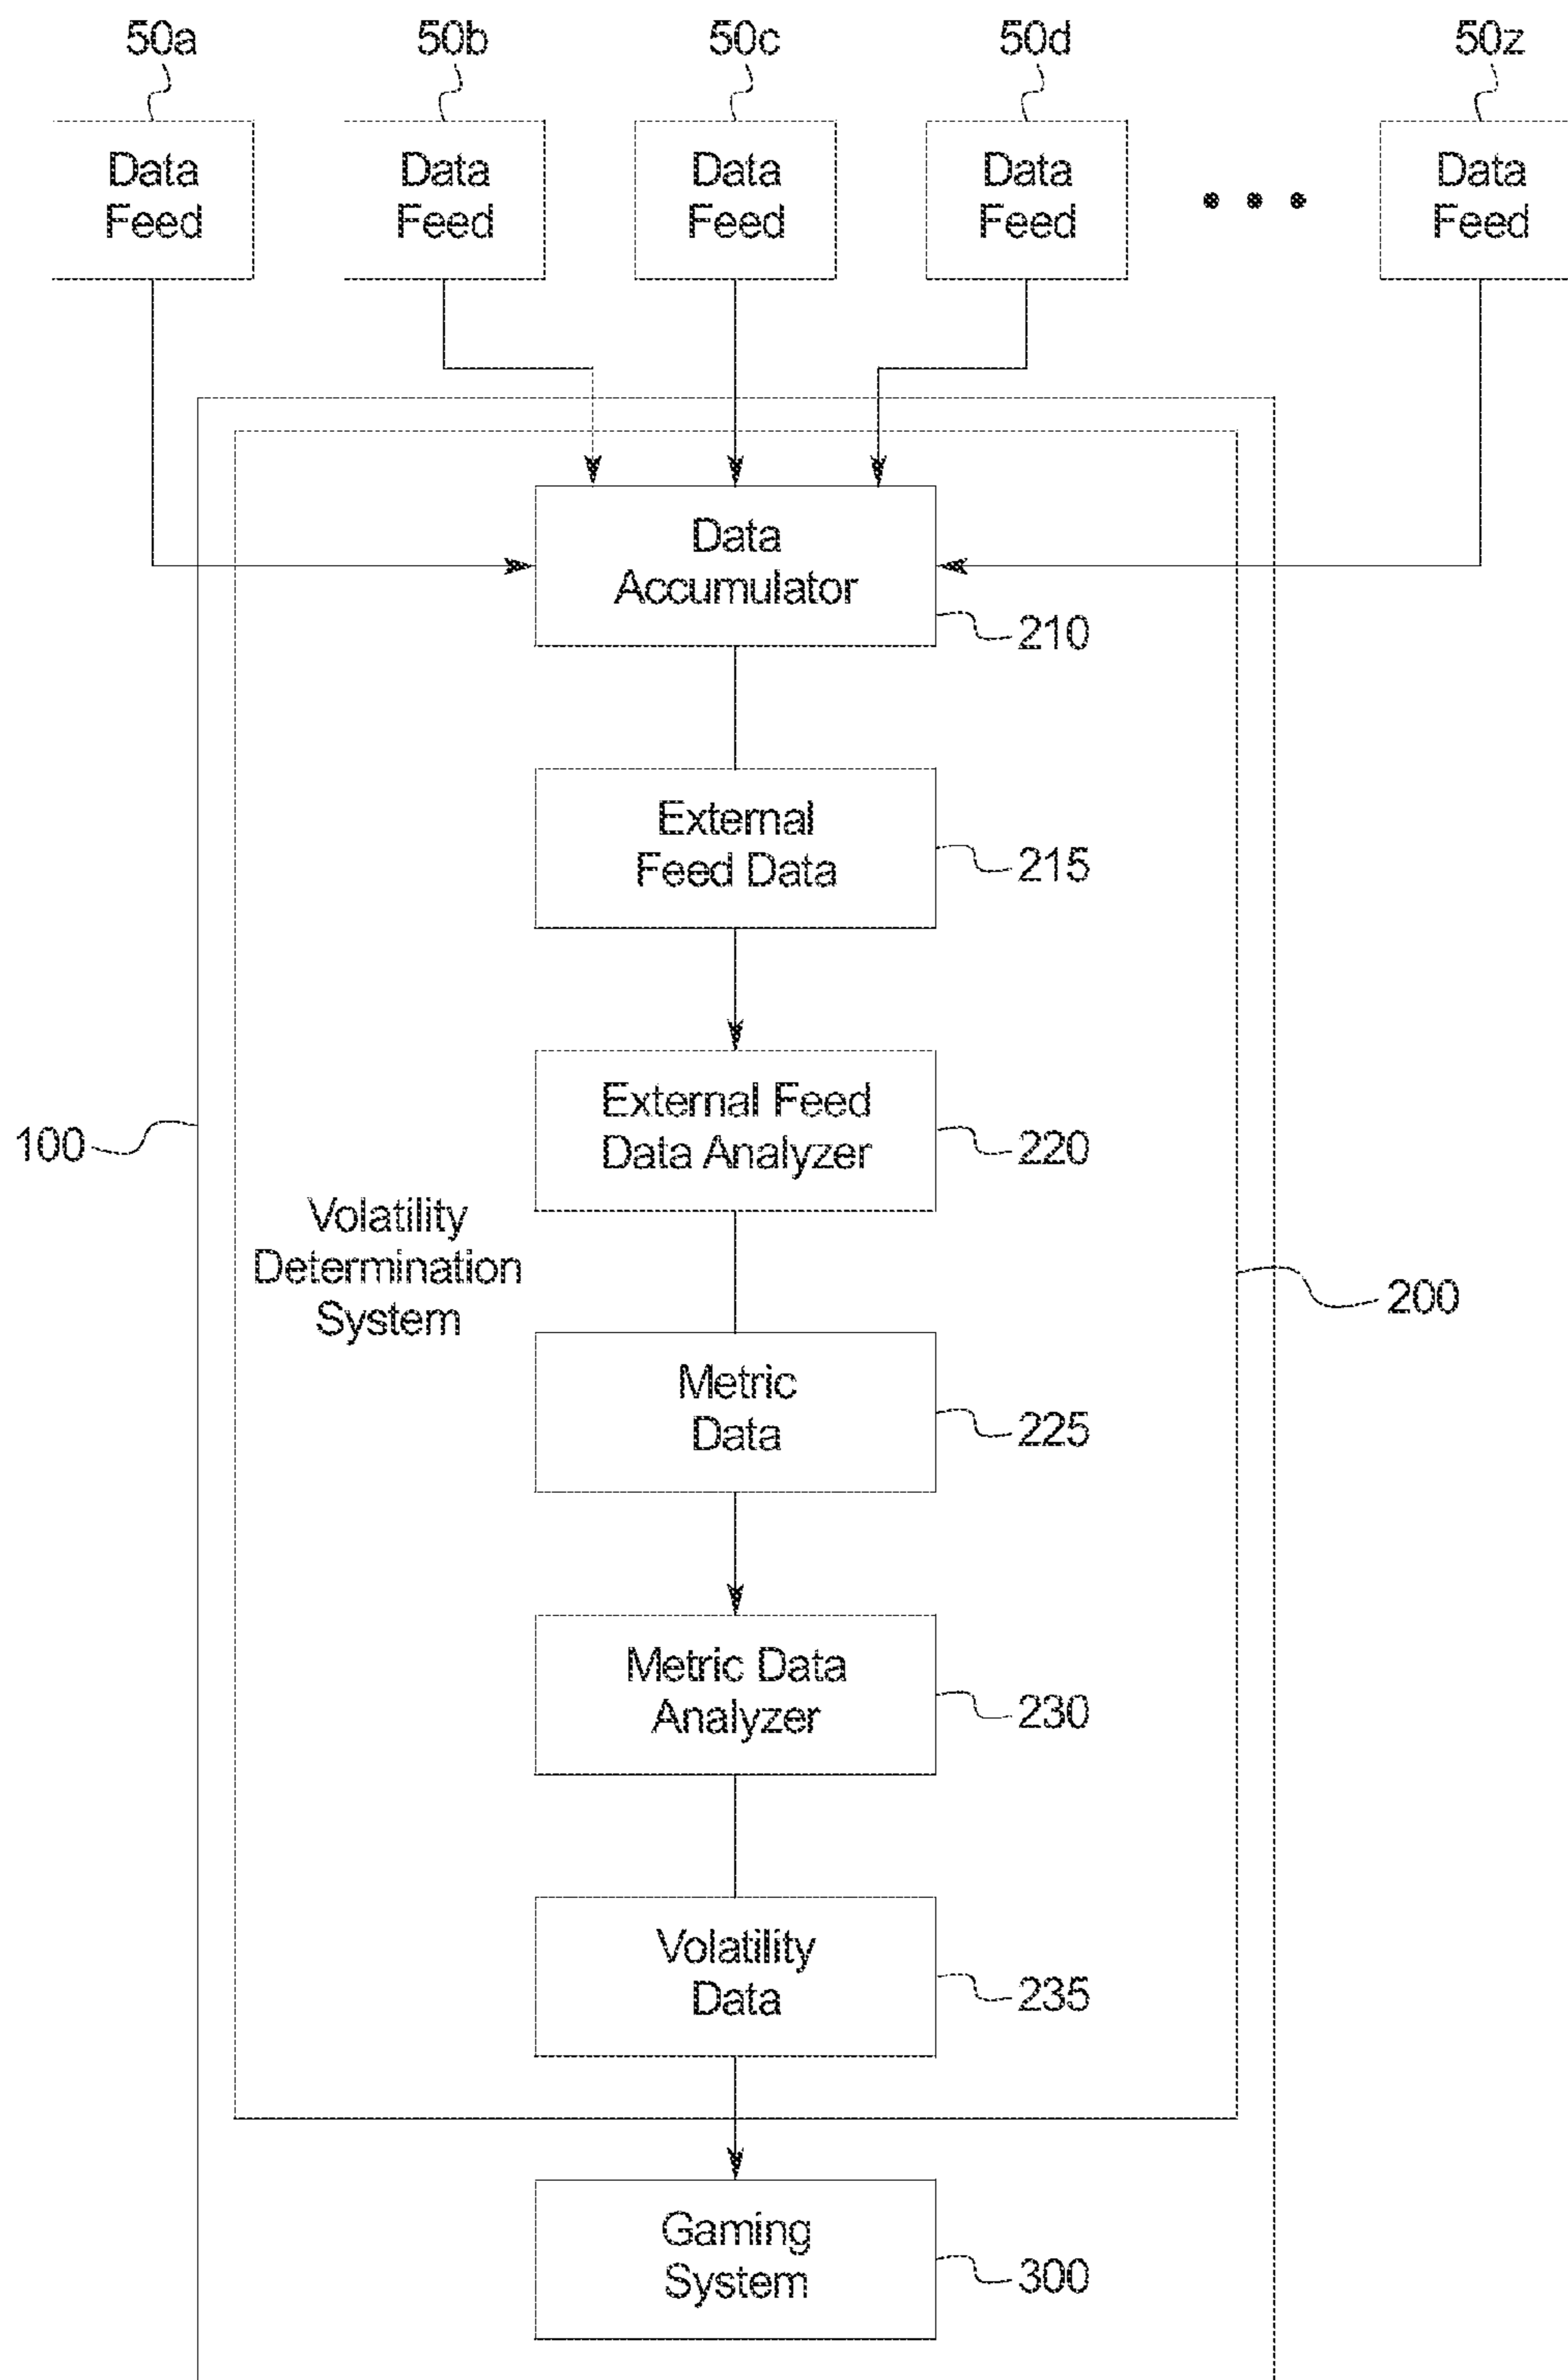 50a
50b
50c
50d
50z
Data
Feed
Data
Feed
Data
Feed
Data
Feed
Data
Feed
Data
Accumulator
210
External
Feed Data
215
External Feed
Data Analyzer
220
100
Volatility
Determination
System
200
Metric
Data
225
Metric Data
Analyzer
230
Volatility
Data
235
Gaming
System
300